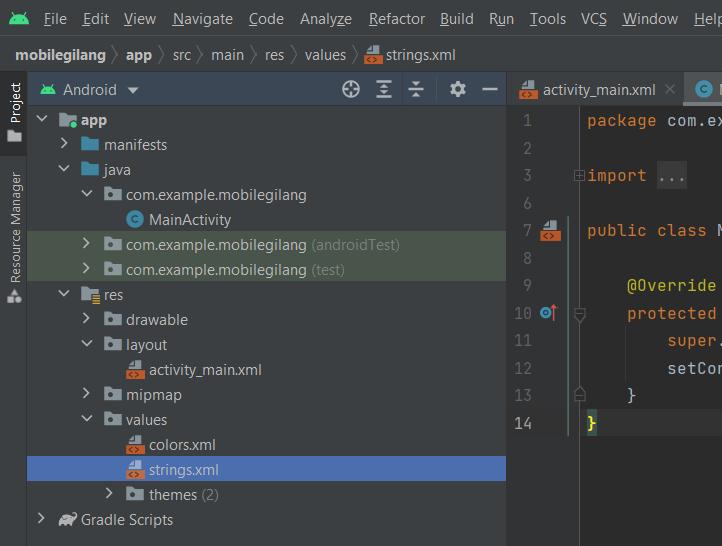 File Edit View Navigate Code Analyze Refactor Build Run Tools VCS Window Help
mobilegilang app src main res values strings.xml
Project
Resource Manager
Android
app
manifests
java
com.example.mobilegilang
MainActivity
com.example.mobilegilang (androidTest)
com.example.mobilegilang (test)
res
drawable
layout
activity_main.xml
mipmap
values
colors.xml
strings.xml
themes (2)
Gradle Scripts
activity_main.xml
1 package com.ex
2
3 import ...
6
7 public class
8
9 @Override
10 protected
11 super.
12 setCon
13 }
14 }